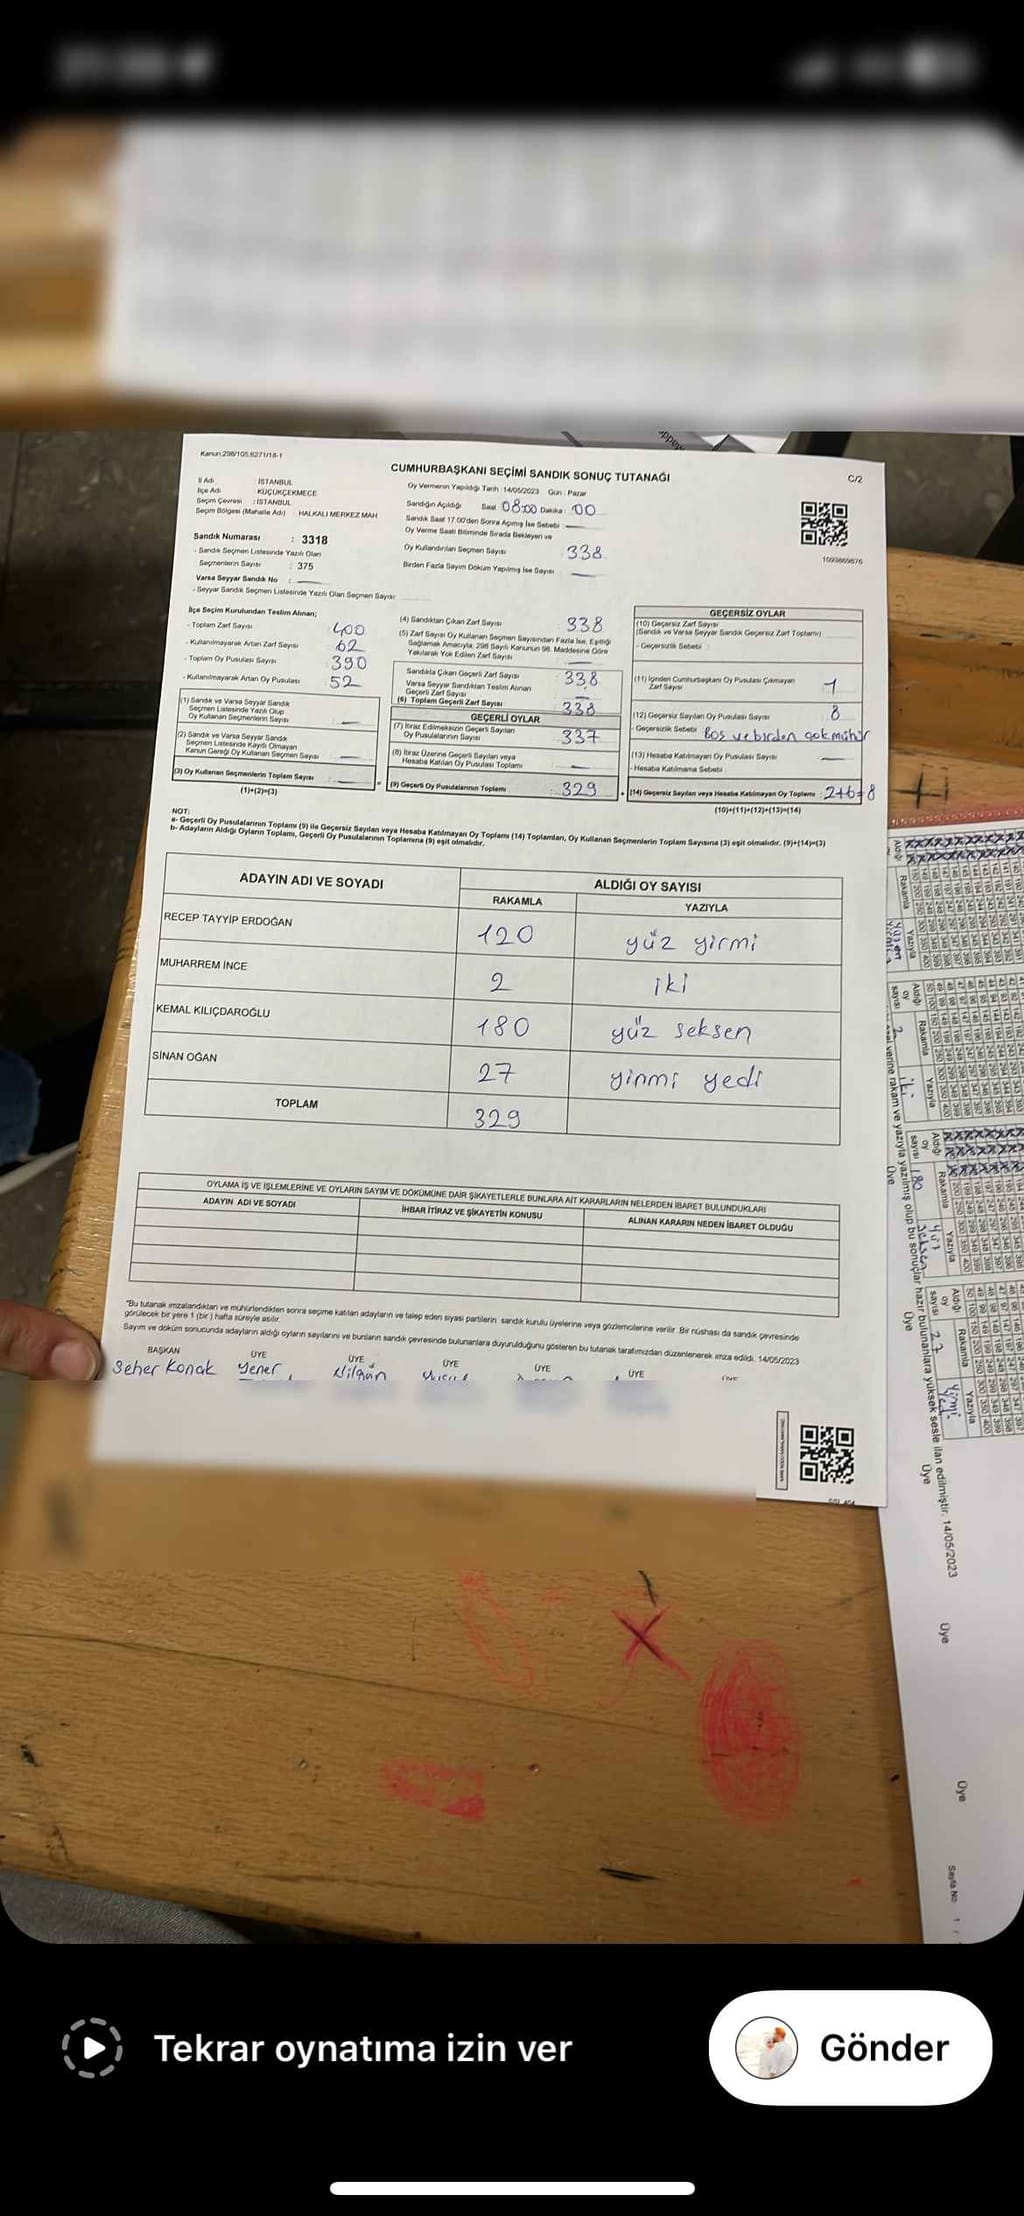 Kanun:298/105,6271/18-1
CUMHURBAŞKANI SEÇİMİ SANDIK SONUÇ TUTANAĞI
C/2
İl Adı : İSTANBUL
İlçe Adı : KÜÇÜKÇEKMECE
Seçim Çevresi : İSTANBUL
Seçim Bölgesi (Mahalle Adı) : HALKALI MERKEZ MAH
Sandık Numarası : 3318
- Sandık Seçmen Listesinde Yazılı Olan
Seçmenlerin Sayısı : 375
Varsa Seyyar Sandık No :
- Seyyar Sandık Seçmen Listesinde Yazılı Olan Seçmen Sayısı
Oy Vermenin Yapıldığı Tarih : 14/05/2023 Gün : Pazar
Sandığın Açıldığı Saat 08:00 Dakika : 00
Sandık Saat 17.00'den Sonra Açımış İse Sebebi
Oy Verme Saati Bitiminde Sırada Bekleyen ve
Oy Kullandırılan Seçmen Sayısı 338
Birden Fazla Sayım Döküm Yapılmış İse Sayısı
1093869876
İlçe Seçim Kurulundan Teslim Alınan;
- Toplam Zarf Sayısı 400
- Kullanılmayarak Artan Zarf Sayısı 62
- Toplam Oy Pusulası Sayısı 390
- Kullanılmayarak Artan Oy Pusulası 52
(1) Sandık ve Varsa Seyyar Sandık
Seçmen Listesinde Yazılı Olup
Oy Kullanan Seçmenlerin Sayısı
(2) Sandık ve Varsa Seyyar Sandık
Seçmen Listesinde Kayıtlı Olmayan
Kanun Gereği Oy Kullanan Seçmen Sayısı
(3) Oy Kullanan Seçmenlerin Toplam Sayısı
(1)+(2)=(3)
(4) Sandıktan Çıkan Zarf Sayısı 338
(5) Zarf Sayısı Oy Kullanan Seçmen Sayısından Fazla İse, Eşitliği
Sağlamak Amacıyla, 298 Sayılı Kanunun 98. Maddesine Göre
Yakılarak Yok Edilen Zarf Sayısı
Sandıkta Çıkan Geçerli Zarf Sayısı 338
Varsa Seyyar Sandıktan Teslim Alınan
Geçerli Zarf Sayısı
(6) Toplam Geçerli Zarf Sayısı 338
GEÇERLİ OYLAR
(7) İtiraz Edilmeksizin Geçerli Sayılan
Oy Pusulalarının Sayısı 337
(8) İtiraz Üzerine Geçerli Sayılan veya
Hesaba Katılan Oy Pusulası Toplamı
(9) Geçerli Oy Pusulalarının Toplamı : 329
GEÇERSİZ OYLAR
(10) Geçersiz Zarf Sayısı
(Sandık ve Varsa Seyyar Sandık Geçersiz Zarf Toplamı)
- Geçersizlik Sebebi :
(11) İçinden Cumhurbaşkanı Oy Pusulası Çıkmayan
Zarf Sayısı 1
(12) Geçersiz Sayılan Oy Pusulası Sayısı 8
- Geçersizlik Sebebi Boş ve birden çok mühür
(13) Hesaba Katılmayan Oy Pusulası Sayısı
- Hesaba Katılmama Sebebi
(14) Geçersiz Sayılan veya Hesaba Katılmayan Oy Toplamı : 2+6=8
(10)+(11)+(12)+(13)=(14)
NOT:
a- Geçerli Oy Pusulalarının Toplamı (9) ile Geçersiz Sayılan veya Hesaba Katılmayan Oy Toplamı (14) Toplamları, Oy Kullanan Seçmenlerin Toplam Sayısına (3) eşit olmalıdır. (9)+(14)=(3)
b- Adayların Aldığı Oyların Toplamı, Geçerli Oy Pusulalarının Toplamına (9) eşit olmalıdır.
ADAYIN ADI VE SOYADI
ALDIĞI OY SAYISI
RAKAMLA YAZIYLA
RECEP TAYYİP ERDOĞAN 120 yüz yirmi
MUHARREM İNCE 2 iki
KEMAL KILIÇDAROĞLU 180 yüz seksen
SİNAN OĞAN 27 yirmi yedi
TOPLAM 329
OYLAMA İŞ VE İŞLEMLERİNE VE OYLARIN SAYIM VE DÖKÜMÜNE DAİR ŞİKAYETLERLE BUNLARA AİT KARARLARIN NELERDEN İBARET BULUNDUKLARI
ADAYIN ADI VE SOYADI İHBAR İTİRAZ VE ŞİKAYETİN KONUSU ALINAN KARARIN NEDEN İBARET OLDUĞU
"Bu tutanak imzalandıktan ve mühürlendikten sonra seçime katılan adayların ve talep eden siyasi partilerin sandık kurulu üyelerine veya gözlemcilerine verilir. Bir nüshası da sandık çevresinde
görülecek bir yere 1 (bir) hafta süreyle asılır.
Sayım ve döküm sonucunda adayların aldığı oyların sayılarını ve bunların sandık çevresinde bulunanlara duyurulduğunu gösteren bu tutanak tarafımızdan düzenlenerek imza edildi. 14/05/2023
BAŞKAN ÜYE ÜYE ÜYE ÜYE ÜYE
Seher Konak Yener Nilgün
Aldığı oy sayısı Rakamla Yazıyla
2 iki
180 yüz seksen
27 yirmi yedi
rakam ve yazıyla yazılmış olup bu sonuçlar hazır bulunanlara yüksek sesle ilan edilmiştir. 14/05/2023
Üye Üye Üye Üye Üye
Sayfa No: 1 /
Tekrar oynatıma izin ver
Gönder